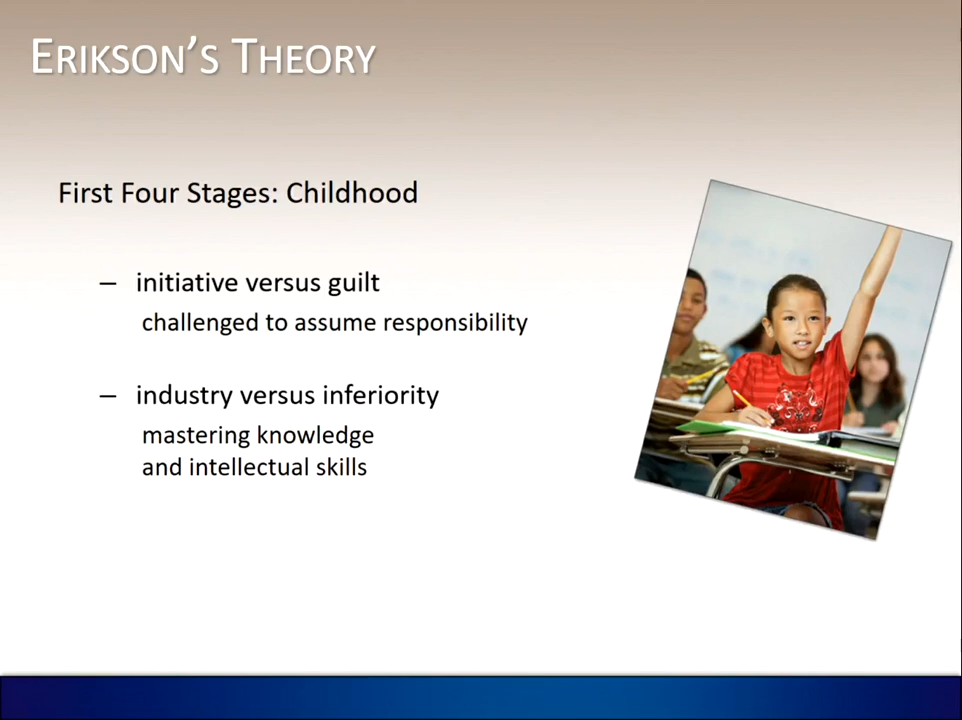 ERIKSON'S THEORY
First Four Stages: Childhood
– initiative versus guilt
challenged to assume responsibility
– industry versus inferiority
mastering knowledge
and intellectual skills